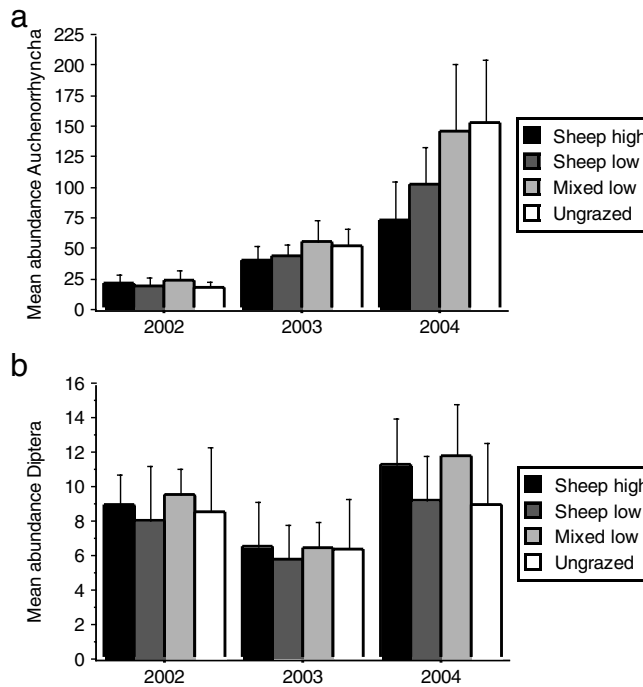 a
Mean abundance Auchenorrhyncha
225
200
175
150
125
100
75
50
25
0
2002 2003 2004
Sheep high
Sheep low
Mixed low
Ungrazed
b
Mean abundance Diptera
16
14
12
10
8
6
4
2
0
2002 2003 2004
Sheep high
Sheep low
Mixed low
Ungrazed